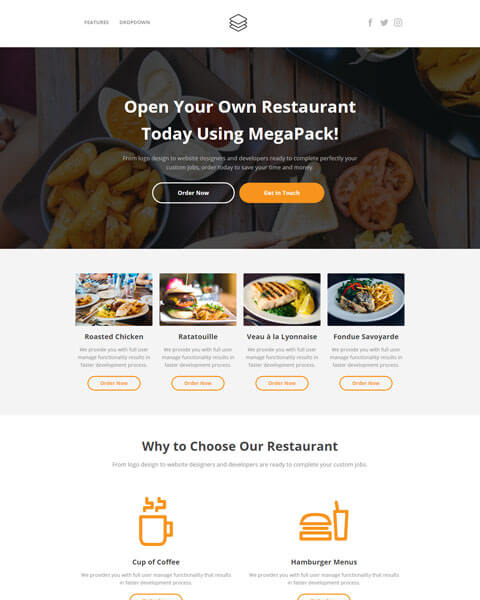 FEATURES DROPDOWN
Open Your Own Restaurant
Today Using MegaPack!
From logo design to website designers and developers ready to complete perfectly your
custom jobs, order today to save your time and money.
Order Now Get in Touch
Roasted Chicken Ratatouille Veau à la Lyonnaise Fondue Savoyarde
We provide you with full user We provide you with full user We provide you with full user We provide you with full user
manage functionality results in manage functionality results in manage functionality results in manage functionality results in
faster development process. faster development process. faster development process. faster development process.
Order Now Order Now Order Now Order Now
Why to Choose Our Restaurant
From logo design to website designers and developers are ready to complete your custom jobs.
Cup of Coffee Hamburger Menus
We provides you with full user manage functionality that results We provides you with full user manage functionality that results
in faster development process. in faster development process.